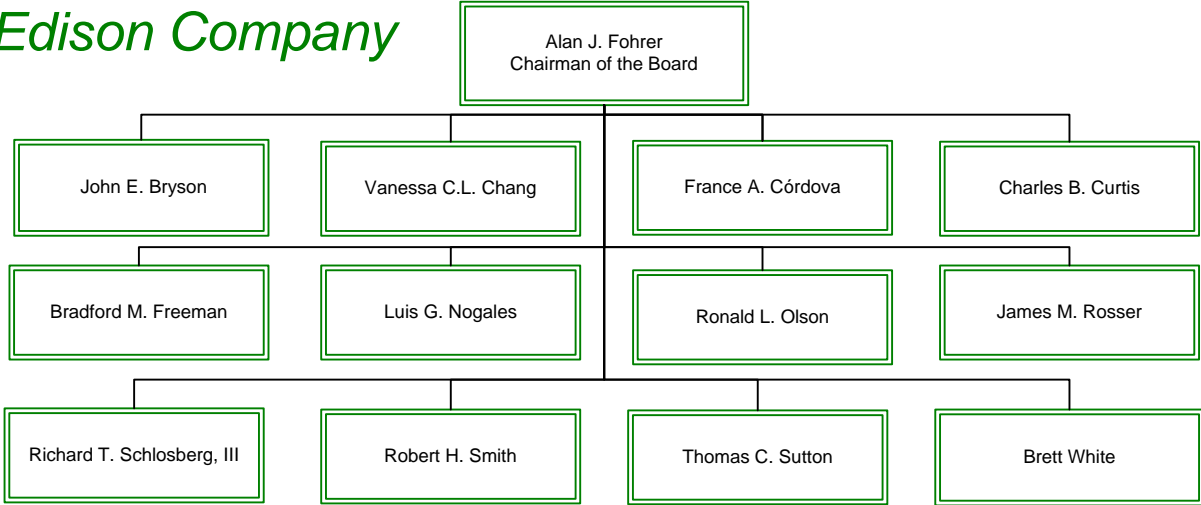 Edison Company
Alan J. Fohrer
Chairman of the Board
John E. Bryson
Vanessa C.L. Chang
France A. Córdova
Charles B. Curtis
Bradford M. Freeman
Luis G. Nogales
Ronald L. Olson
James M. Rosser
Richard T. Schlosberg, III
Robert H. Smith
Thomas C. Sutton
Brett White